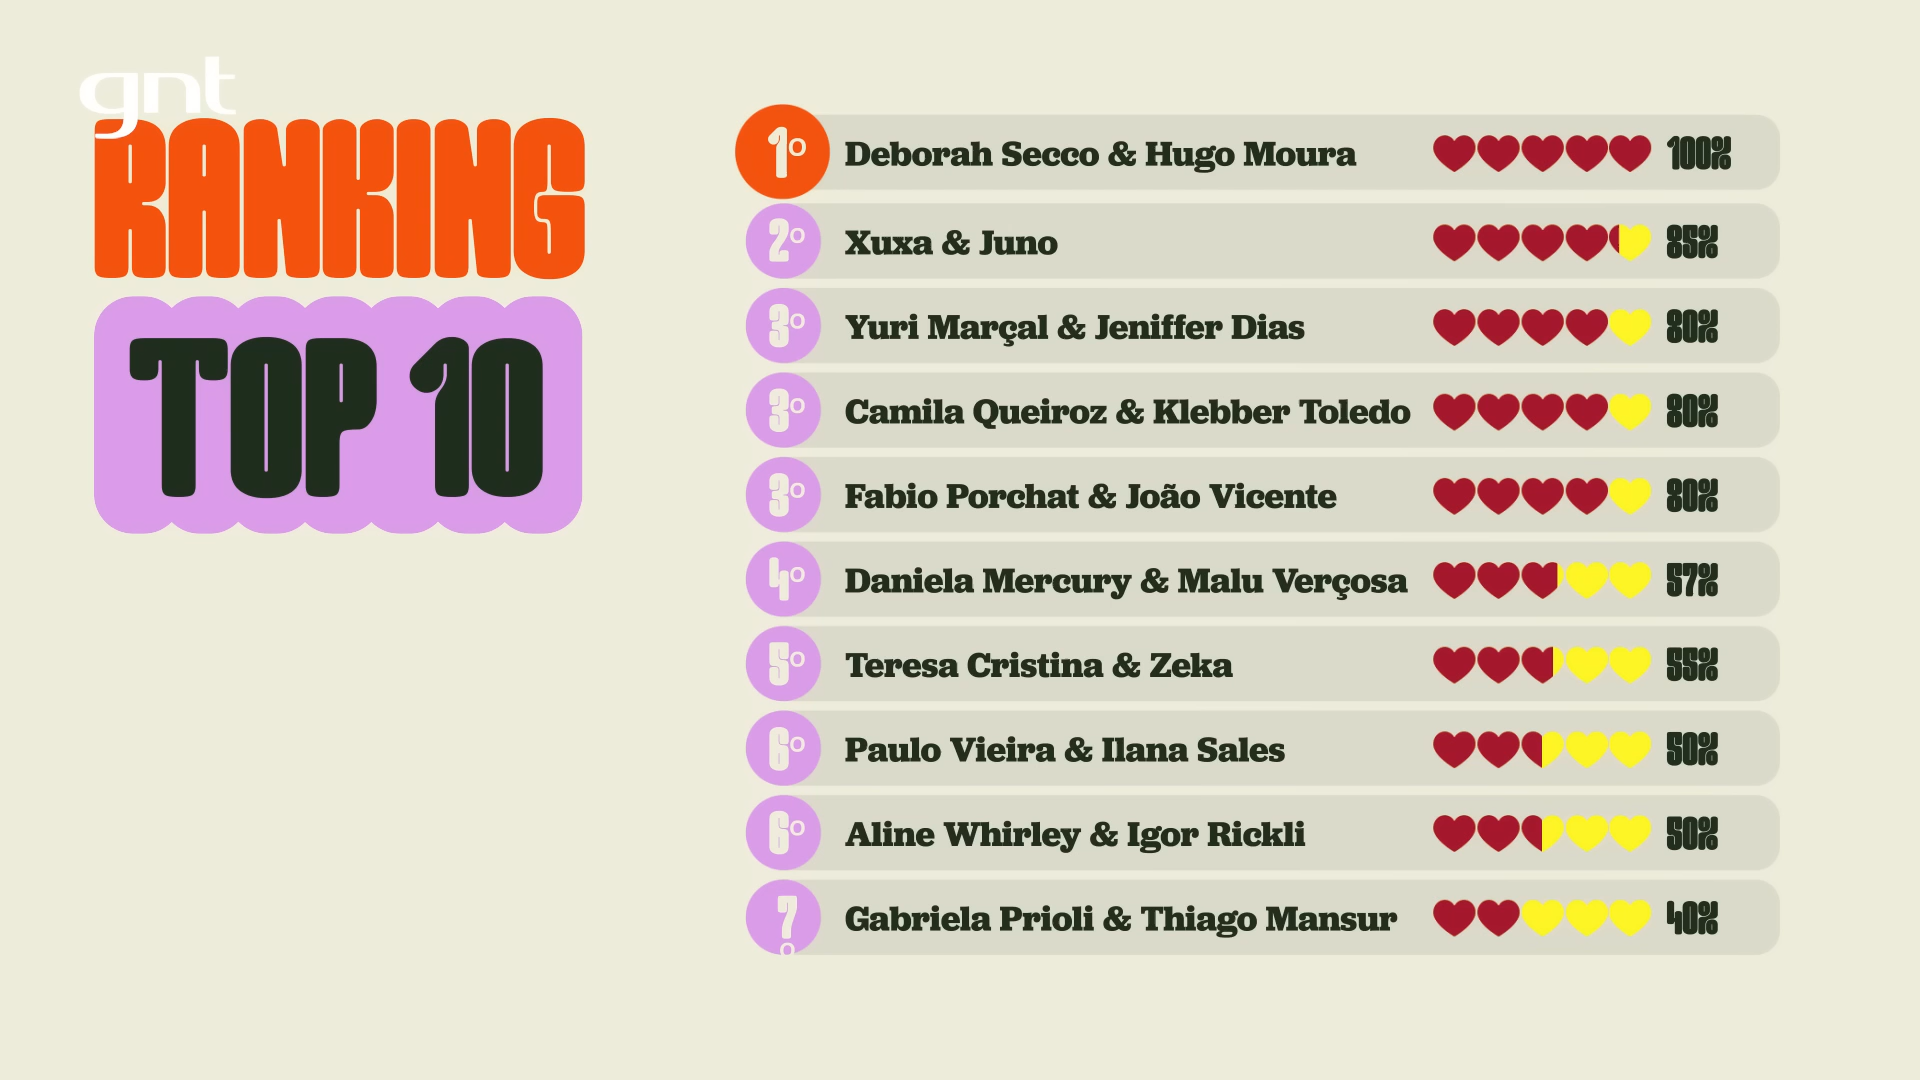 gnt
RANKING
TOP 10
1º Deborah Secco & Hugo Moura 100%
2º Xuxa & Juno 85%
3º Yuri Marçal & Jeniffer Dias 80%
3º Camila Queiroz & Klebber Toledo 80%
3º Fabio Porchat & João Vicente 80%
4º Daniela Mercury & Malu Verçosa 57%
5º Teresa Cristina & Zeka 55%
6º Paulo Vieira & Ilana Sales 50%
6º Aline Whirley & Igor Rickli 50%
7º Gabriela Prioli & Thiago Mansur 40%